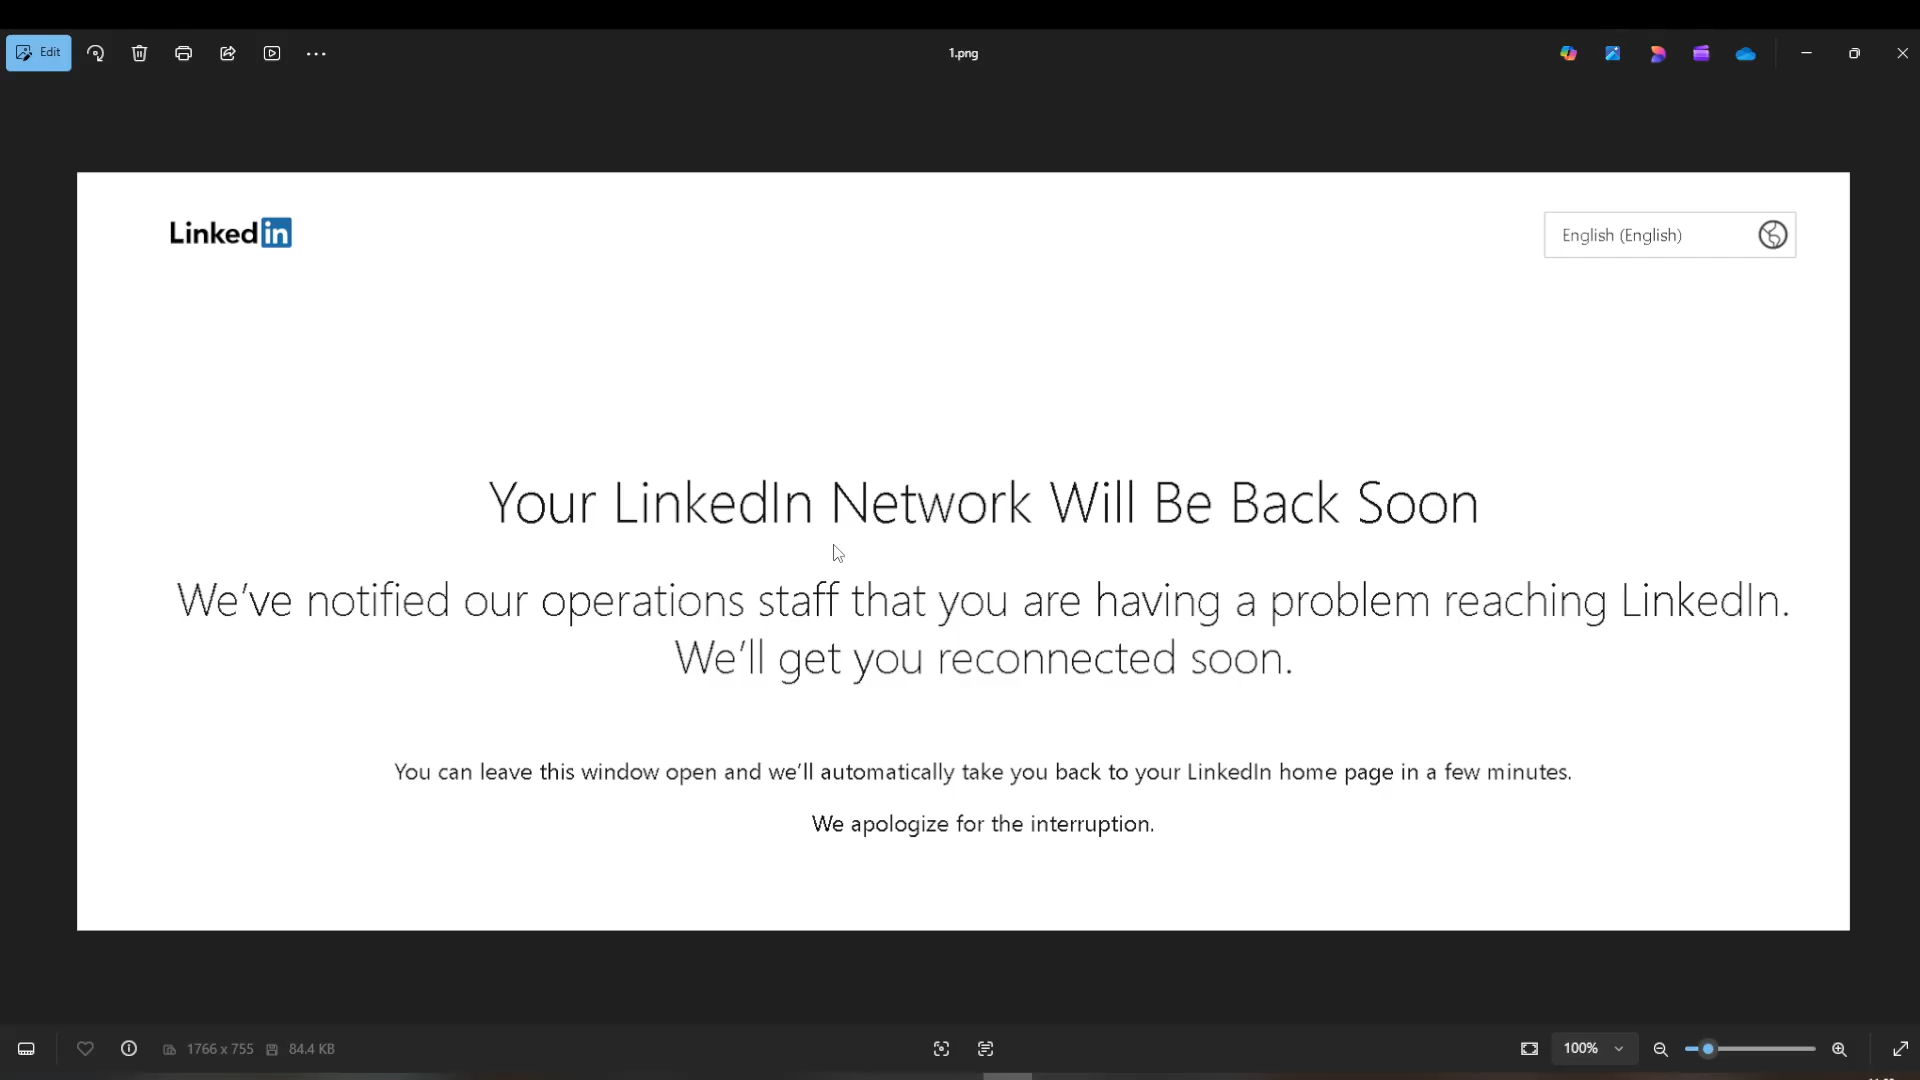 Edit
1.png
Linkedin
English (English)
Your LinkedIn Network Will Be Back Soon
We've notified our operations staff that you are having a problem reaching LinkedIn.
We'll get you reconnected soon.
You can leave this window open and we'll automatically take you back to your LinkedIn home page in a few minutes.
We apologize for the interruption.
1766 x 755 84.4 KB 100%